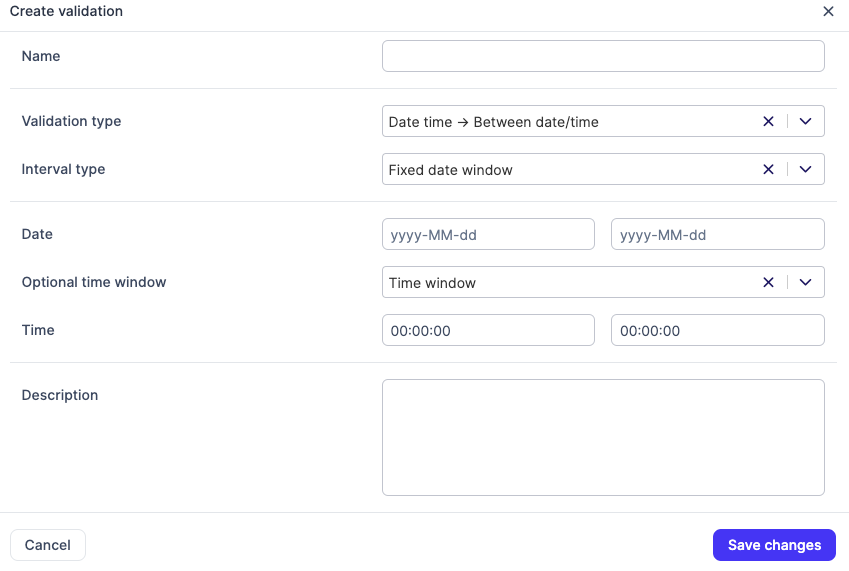 Create validation
Name
Validation type
Date time → Between date/time
Interval type
Fixed date window
Date
yyyy-MM-dd
yyyy-MM-dd
Optional time window
Time window
Time
00:00:00
00:00:00
Description
Cancel
Save changes